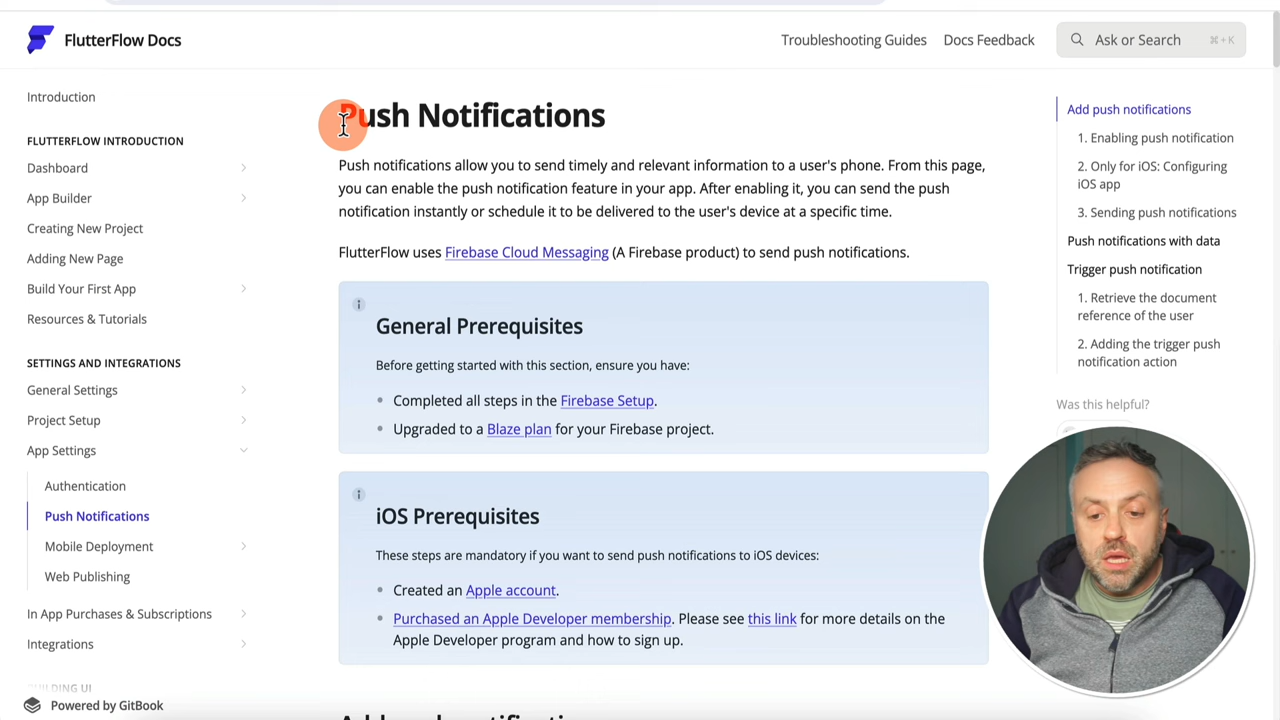 FlutterFlow Docs
Troubleshooting Guides
Docs Feedback
Ask or Search
⌘+K
Introduction
FLUTTERFLOW INTRODUCTION
Dashboard
App Builder
Creating New Project
Adding New Page
Build Your First App
Resources & Tutorials
SETTINGS AND INTEGRATIONS
General Settings
Project Setup
App Settings
Authentication
Push Notifications
Mobile Deployment
Web Publishing
In App Purchases & Subscriptions
Integrations
BUILDING UI
Powered by GitBook
Push Notifications
Push notifications allow you to send timely and relevant information to a user's phone. From this page,
you can enable the push notification feature in your app. After enabling it, you can send the push
notification instantly or schedule it to be delivered to the user's device at a specific time.
FlutterFlow uses Firebase Cloud Messaging (A Firebase product) to send push notifications.
General Prerequisites
Before getting started with this section, ensure you have:
• Completed all steps in the Firebase Setup.
• Upgraded to a Blaze plan for your Firebase project.
iOS Prerequisites
These steps are mandatory if you want to send push notifications to iOS devices:
• Created an Apple account.
• Purchased an Apple Developer membership. Please see this link for more details on the
Apple Developer program and how to sign up.
Add push notifications
1. Enabling push notification
2. Only for iOS: Configuring
iOS app
3. Sending push notifications
Push notifications with data
Trigger push notification
1. Retrieve the document
reference of the user
2. Adding the trigger push
notification action
Was this helpful?